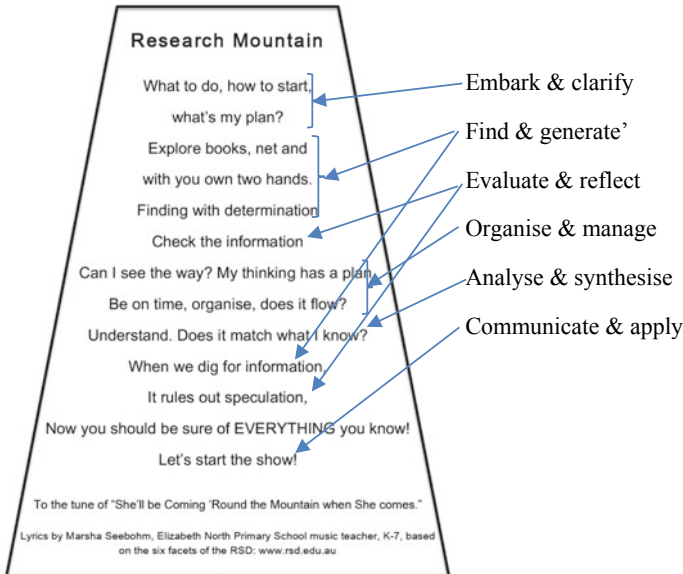 Research Mountain
What to do, how to start,
what's my plan?
Explore books, net and
with you own two hands.
Finding with determination
Check the information
Can I see the way? My thinking has a plan,
Be on time, organise, does it flow?
Understand. Does it match what I know?
When we dig for information,
It rules out speculation,
Now you should be sure of EVERYTHING you know!
Let's start the show!
To the tune of "She'll be Coming 'Round the Mountain when She comes."
Lyrics by Marsha Seebohm, Elizabeth North Primary School music teacher, K-7, based
on the six facets of the RSD: www.rsd.edu.au
Embark & clarify
Find & generate’
Evaluate & reflect
Organise & manage
Analyse & synthesise
Communicate & apply